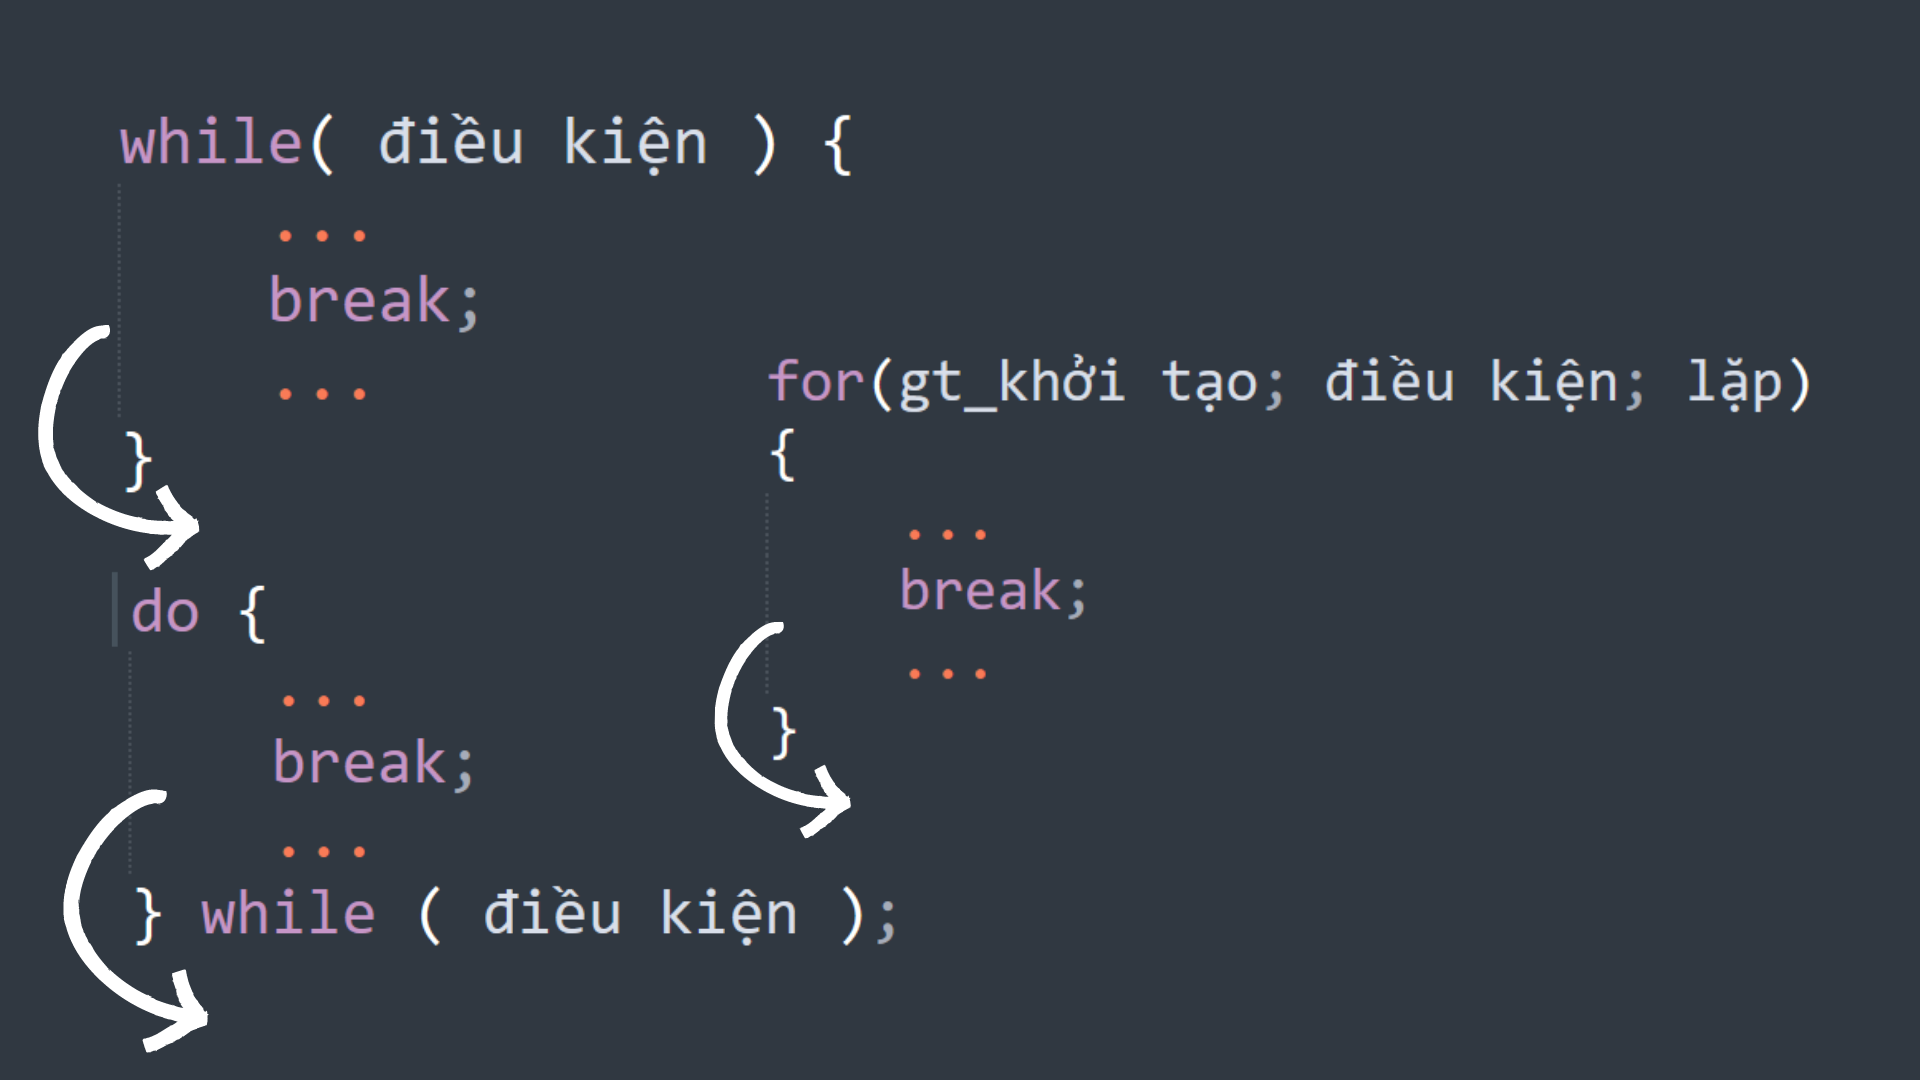 while( điều kiện ) {
...
break;
...
}
do {
...
break;
...
} while ( điều kiện );
for(gt_khởi tạo; điều kiện; lặp)
{
...
break;
...
}